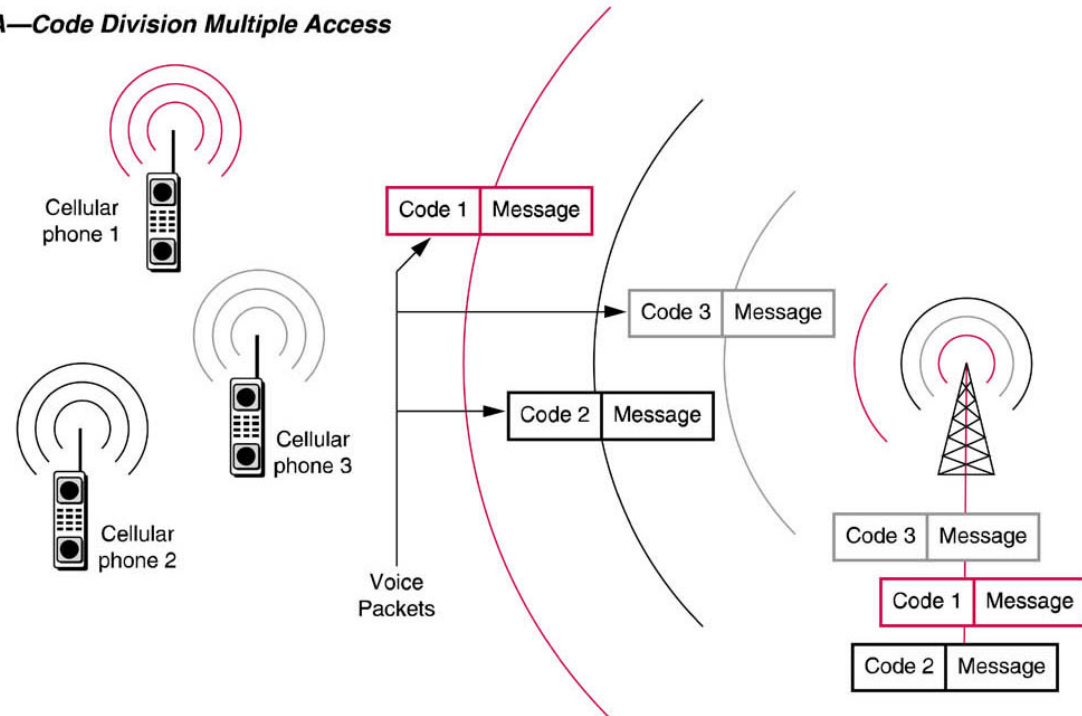 A—Code Division Multiple Access
Cellular
phone 1
Code 1 Message
Code 3 Message
Code 2 Message
Cellular
phone 3
Cellular
phone 2
Voice
Packets
Code 3 Message
Code 1 Message
Code 2 Message